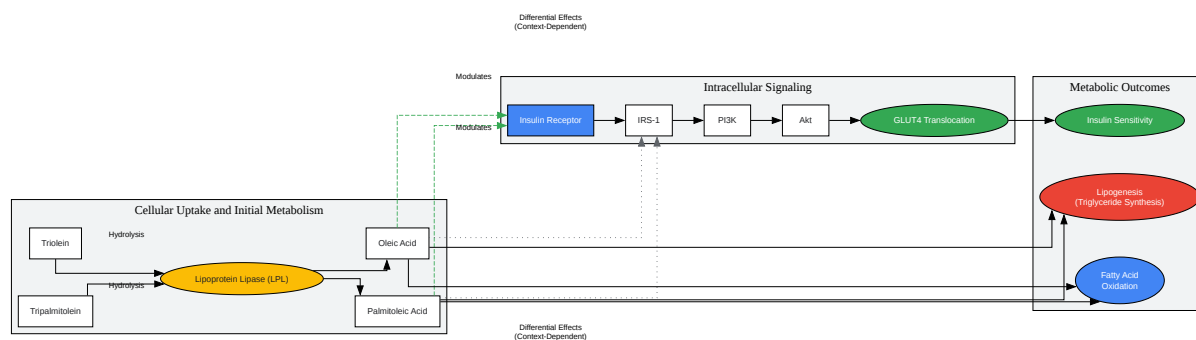 Differential Effects
(Context-Dependent)
Modulates
Modulates
Intracellular Signaling
Insulin Receptor
IRS-1
PI3K
Akt
GLUT4 Translocation
Metabolic Outcomes
Insulin Sensitivity
Lipogenesis
(Triglyceride Synthesis)
Fatty Acid
Oxidation
Cellular Uptake and Initial Metabolism
Triolein
Hydrolysis
Oleic Acid
Lipoprotein Lipase (LPL)
Hydrolysis
Tripalmitolein
Palmitoleic Acid
Differential Effects
(Context-Dependent)